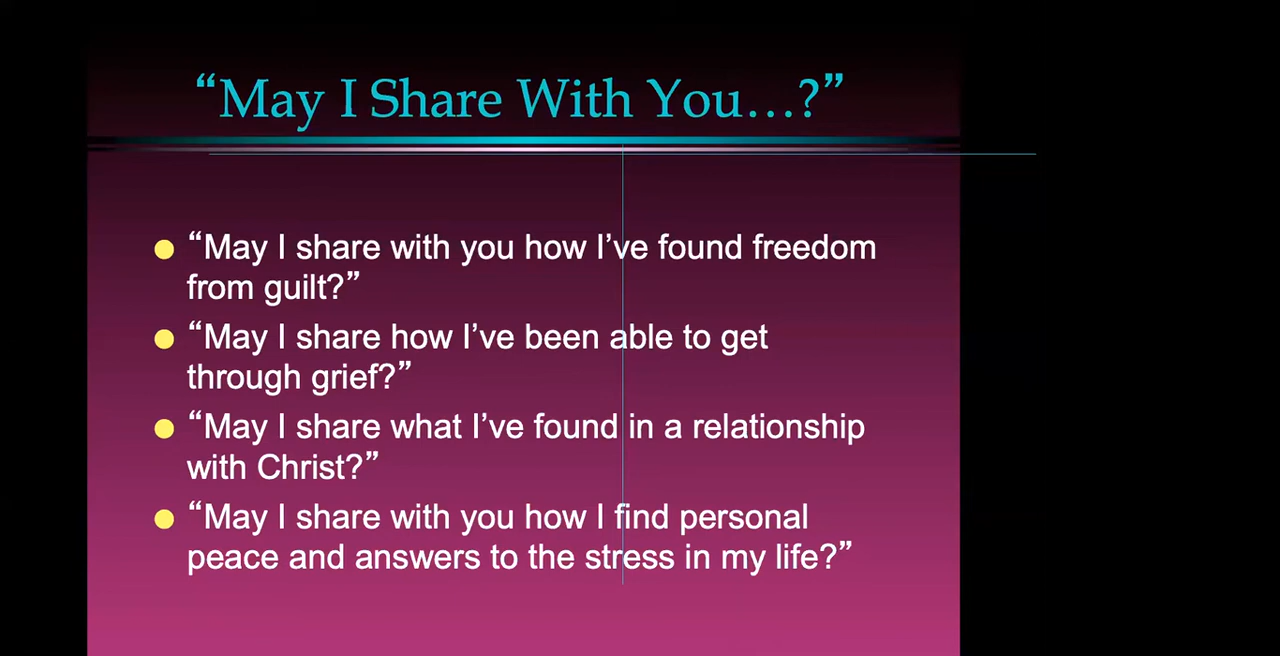 “May I Share With You…?”
“May I share with you how I’ve found freedom
from guilt?”
“May I share how I’ve been able to get
through grief?”
“May I share what I’ve found in a relationship
with Christ?”
“May I share with you how I find personal
peace and answers to the stress in my life?”